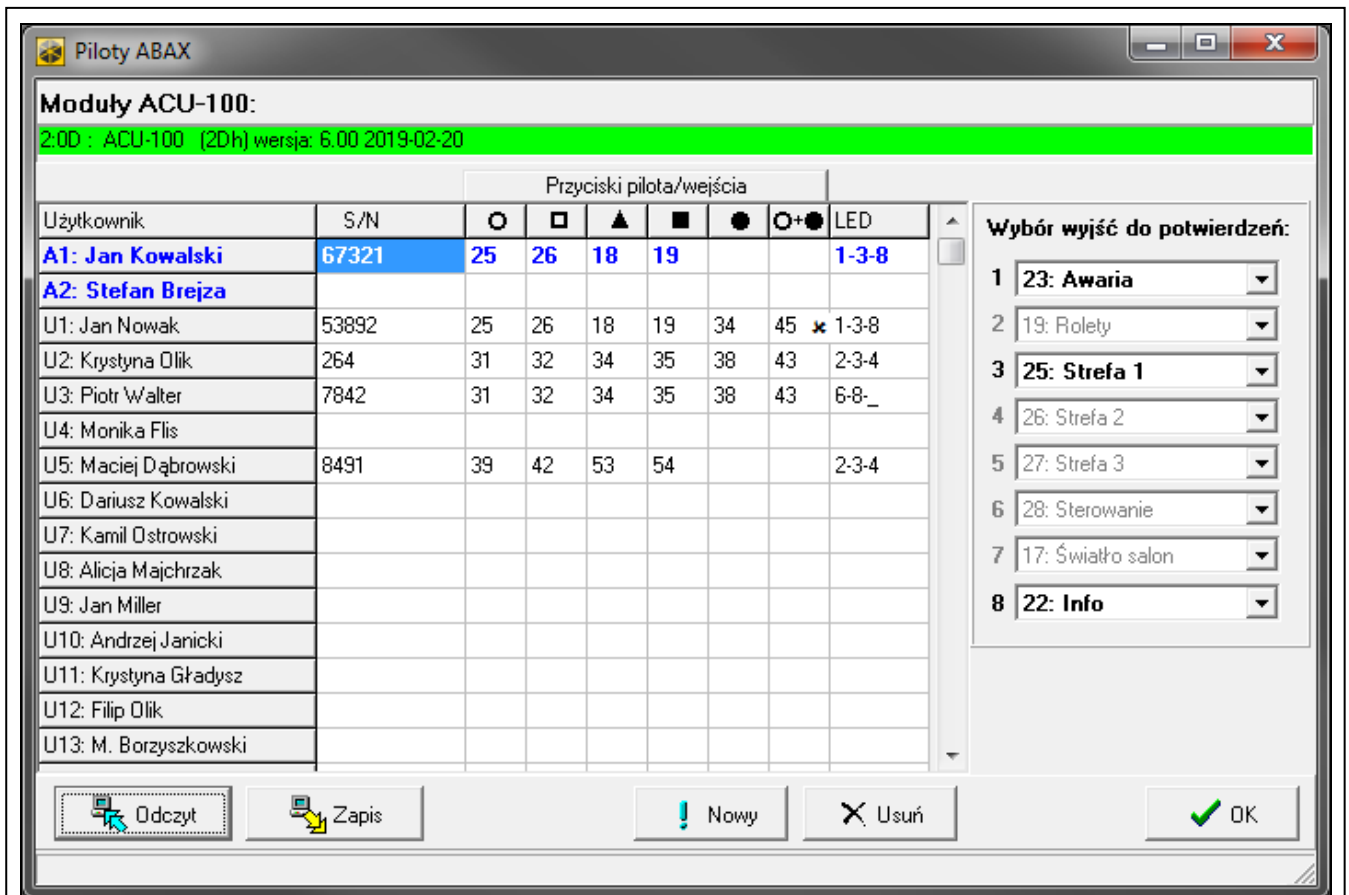 Piloty ABAX
Moduły ACU-100:
2:0D : ACU-100 (2Dh) wersja: 6.00 2019-02-20
Przyciski pilota/wejścia
Użytkownik S/N O+● LED
A1: Jan Kowalski 67321 25 26 18 19 1-3-8
A2: Stefan Brejza
U1: Jan Nowak 53892 25 26 18 19 34 45 × 1-3-8
U2: Krystyna Olik 264 31 32 34 35 38 43 2-3-4
U3: Piotr Walter 7842 31 32 34 35 38 43 6-8-_
U4: Monika Flis
U5: Maciej Dąbrowski 8491 39 42 53 54 2-3-4
U6: Dariusz Kowalski
U7: Kamil Ostrowski
U8: Alicja Majchrzak
U9: Jan Miller
U10: Andrzej Janicki
U11: Krystyna Gładysz
U12: Filip Olik
U13: M. Borzyszkowski
Wybór wyjść do potwierdzeń:
1 23: Awaria
2 19: Rolety
3 25: Strefa 1
4 26: Strefa 2
5 27: Strefa 3
6 28: Sterowanie
7 17: Światło salon
8 22: Info
Odczyt Zapis Nowy Usuń OK